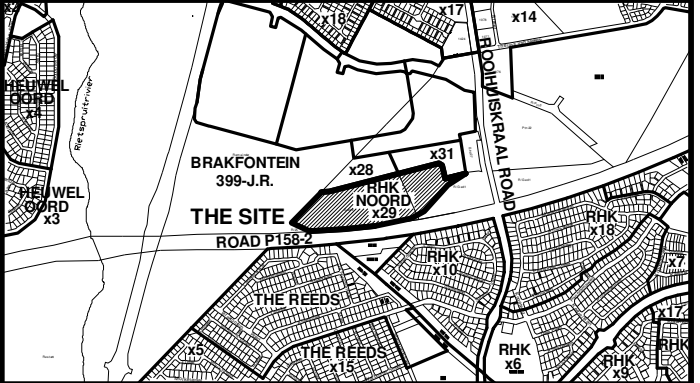 x18
x17
x14
HEUWEL
OORD
x4
Rietspruitrivier
ROOIHUISKRAAL ROAD
BRAKFONTEIN
399-J.R.
x28
x31
RHK
NOORD
x29
THE SITE
ROAD P158-2
HEUWEL
OORD
x3
RHK
x18
RHK
x10
x7
THE REEDS
x5
THE REEDS
x15
RHK
x6
x17
RHK
x9
RHK